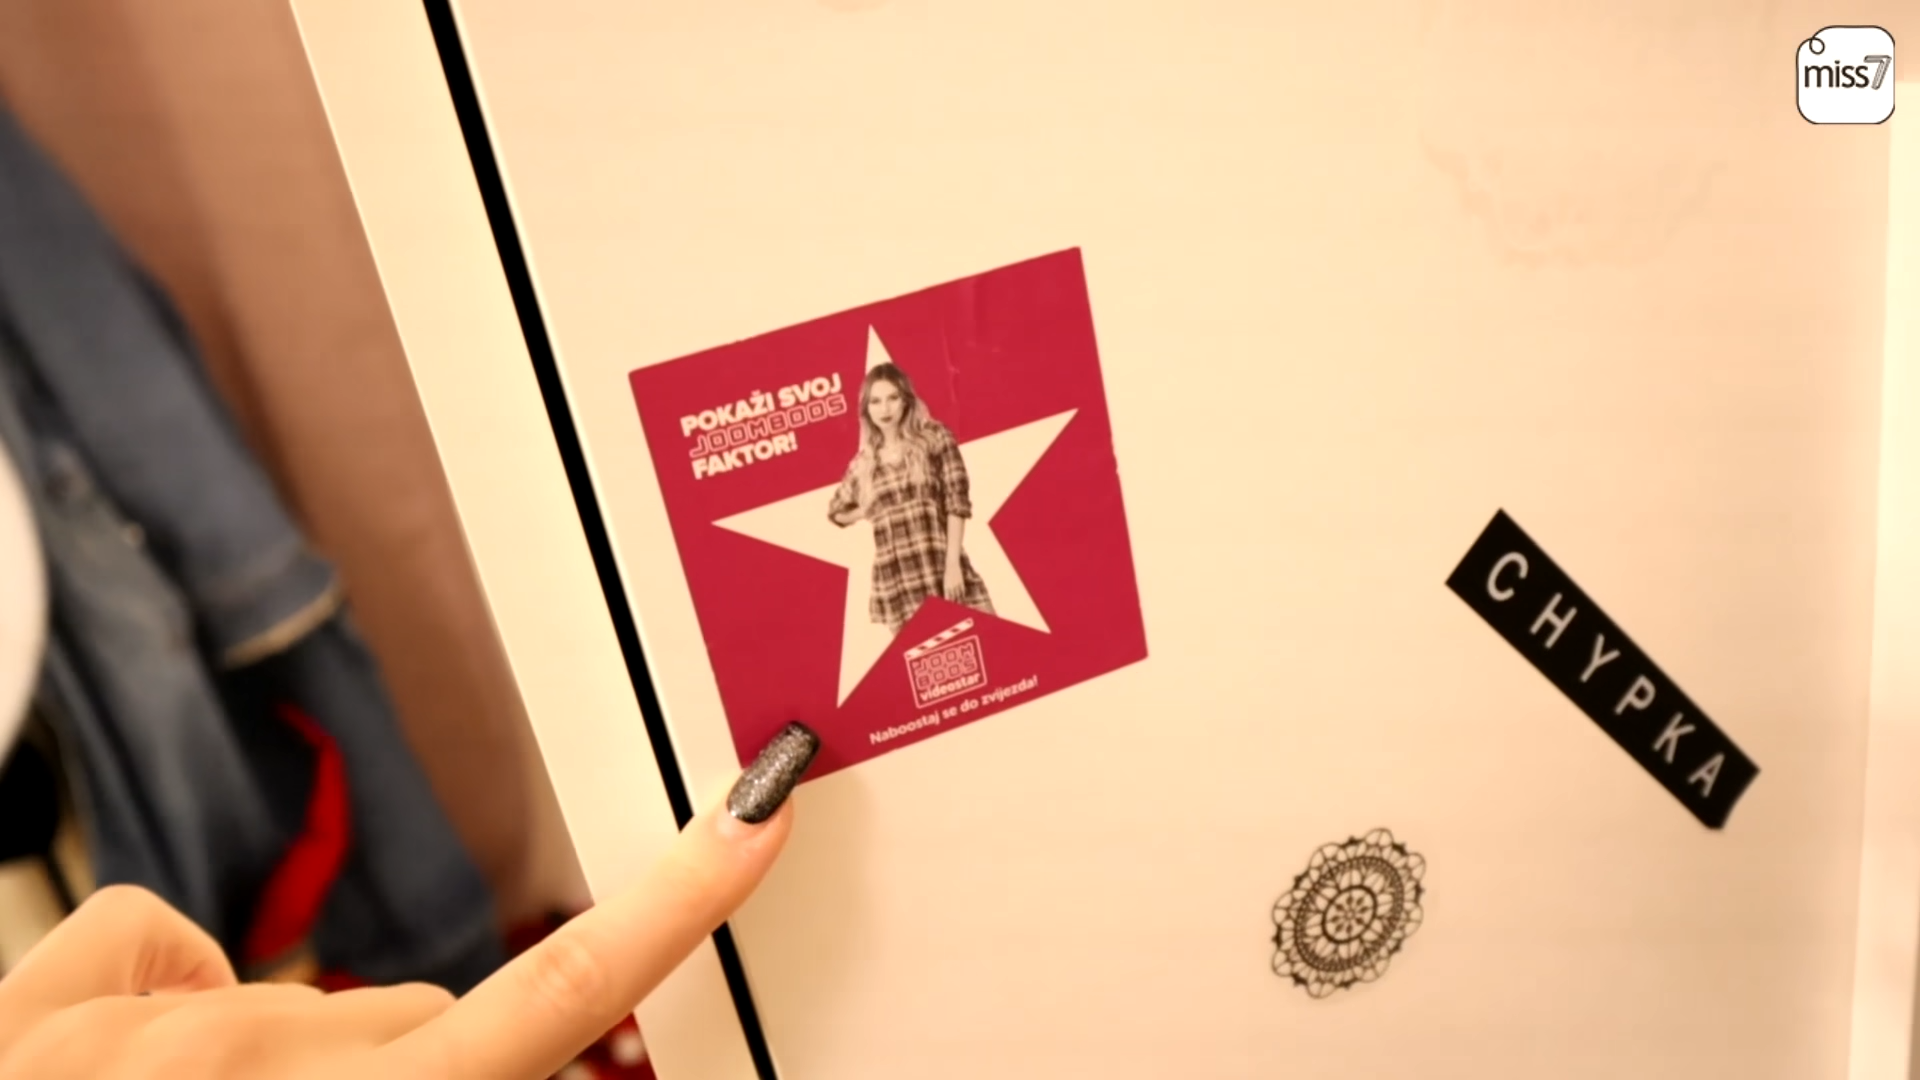 miss7
POKAŽI SVOJ
JOOMBOOS
FAKTOR!
JOOM
BOOS
videostar
Naboostaj se do zvijezda!
CHYPKA